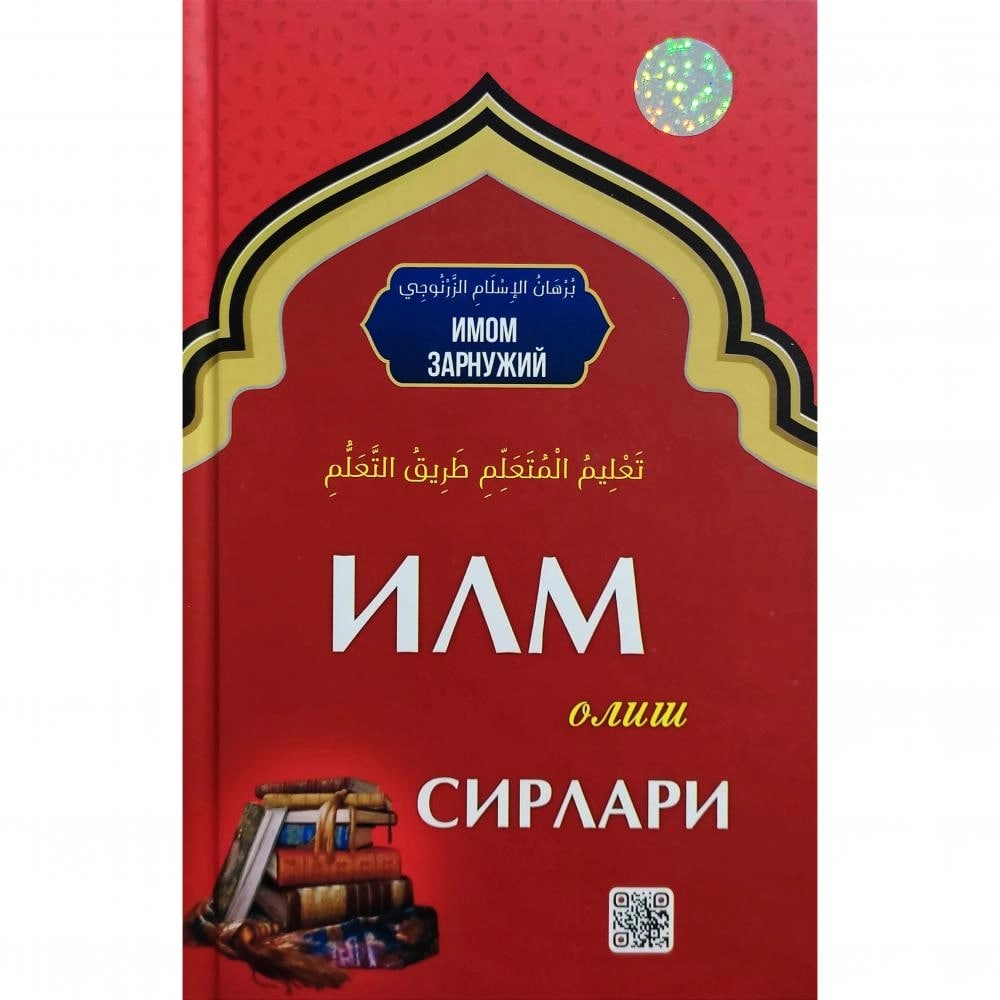 بُرْهَانُ الإِسْلَامِ الزَّرْنُوجِي
ИМОМ
ЗАРНУЖИЙ
تَعْلِيمُ الْمُتَعَلِّمِ طَرِيقُ التَّعَلُّمِ
ИЛМ
олиш
СИРЛАРИ